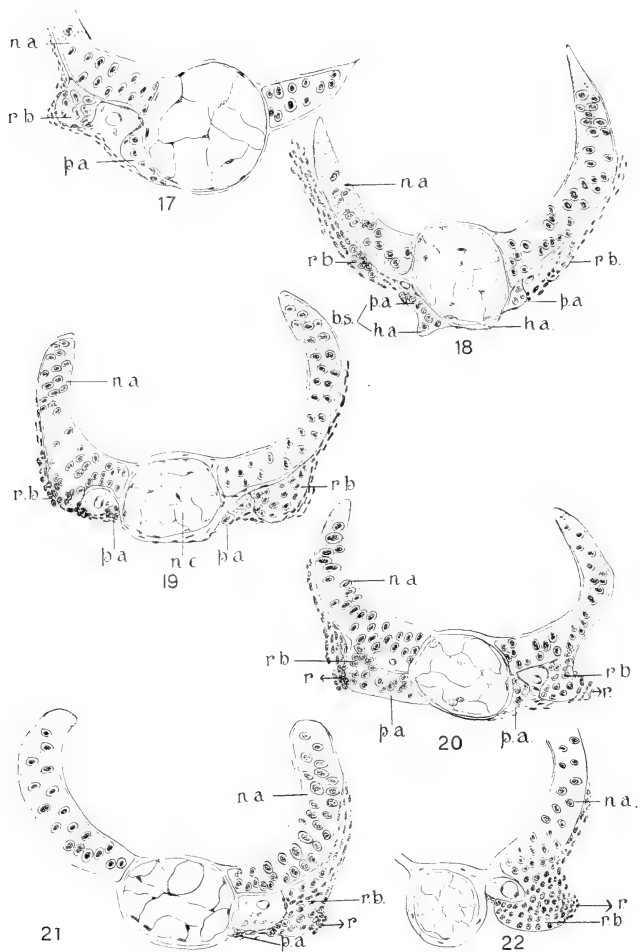 n a
r b
p.a
17
n.a
r b
r b.
p.a
b.s.
h a
p.a
h a.
18
n a
r.b
r b
p.a
n c
p.a
19
n a
r b
r b
r
r.
p.a
p.a.
20
n a
r b.
r
p.a
21
n a.
r
r b
22